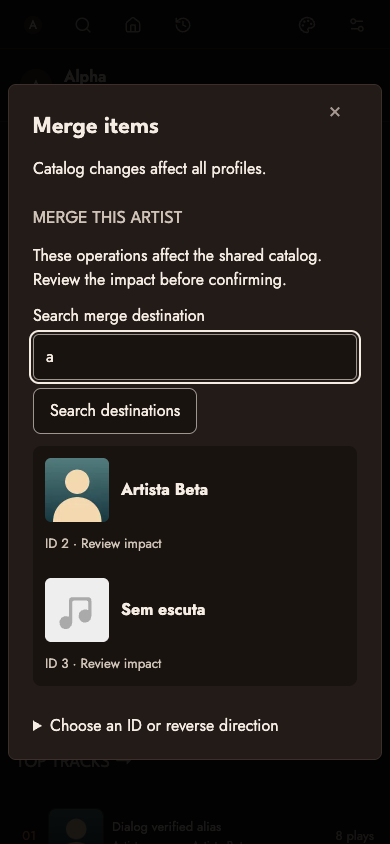 A
Alpha
Merge items
×
Catalog changes affect all profiles.
MERGE THIS ARTIST
These operations affect the shared catalog.
Review the impact before confirming.
Search merge destination
a
Search destinations
Artista Beta
ID 2 · Review impact
Sem escuta
ID 3 · Review impact
▶ Choose an ID or reverse direction
TOP TRACKS →
01
Dialog verified alias
8 plays